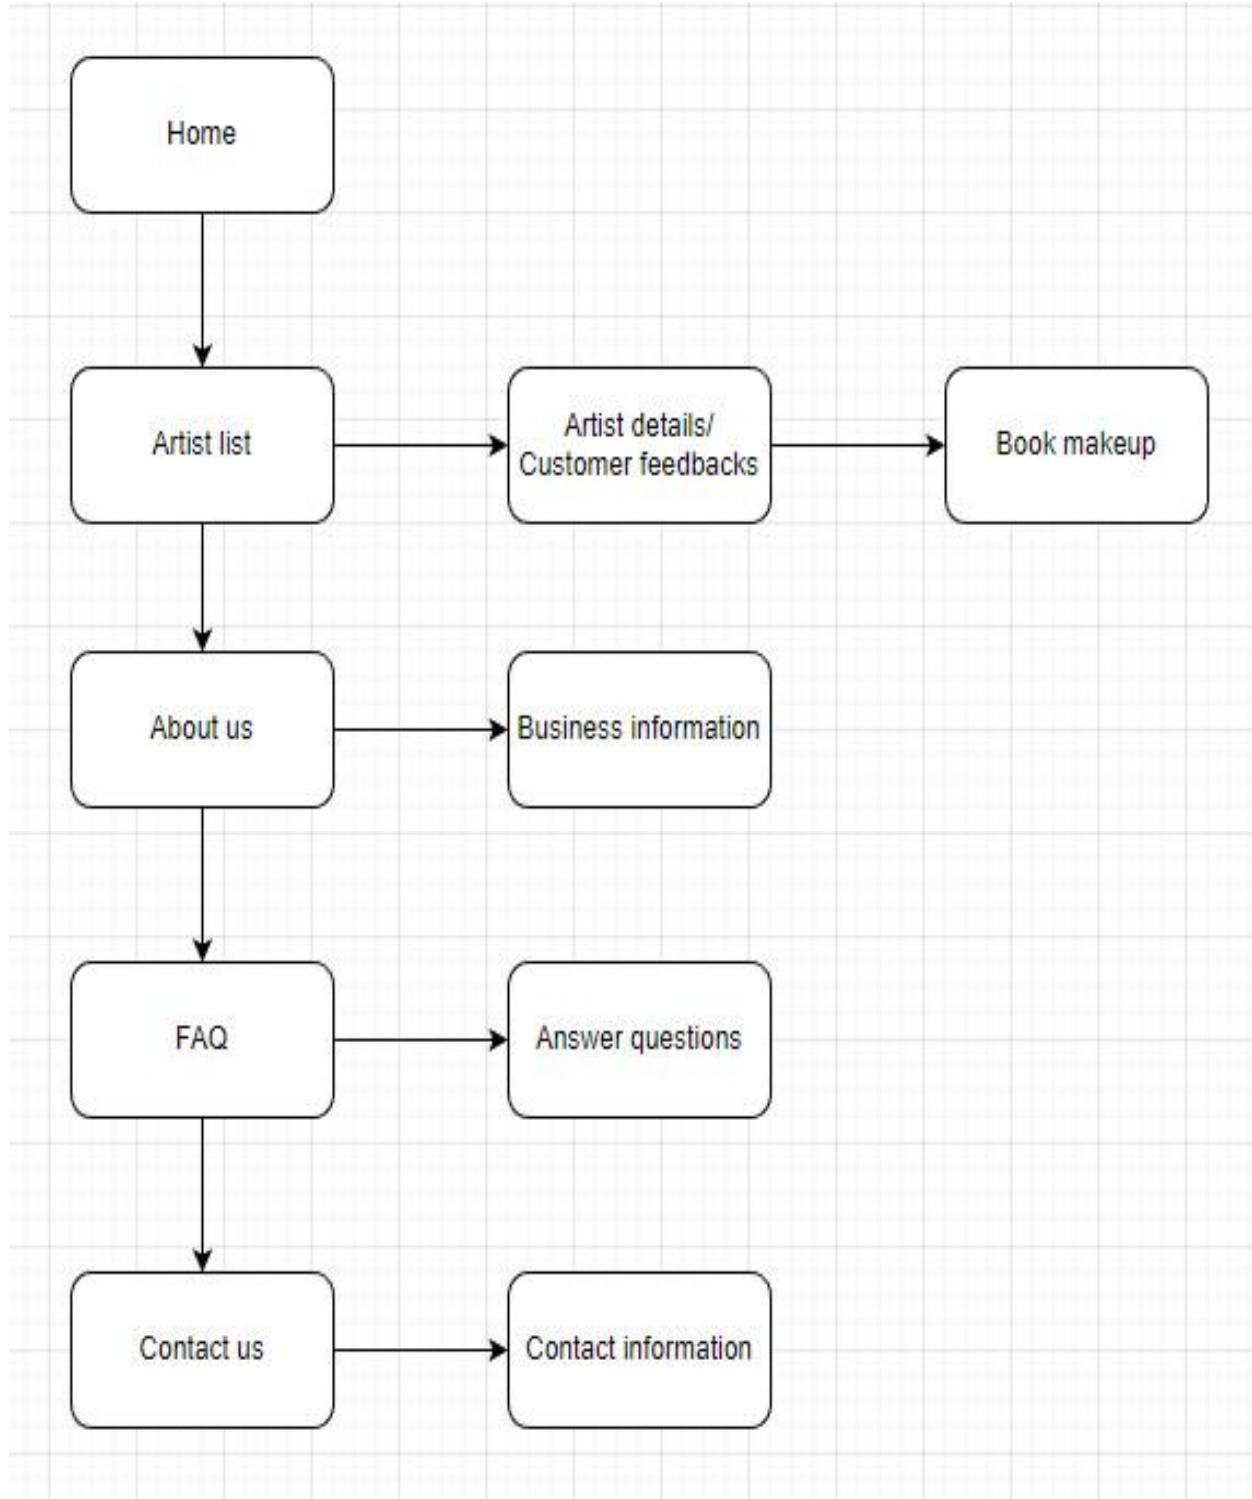 Home
Artist list
Artist details/
Customer feedbacks
Book makeup
About us
Business information
FAQ
Answer questions
Contact us
Contact information